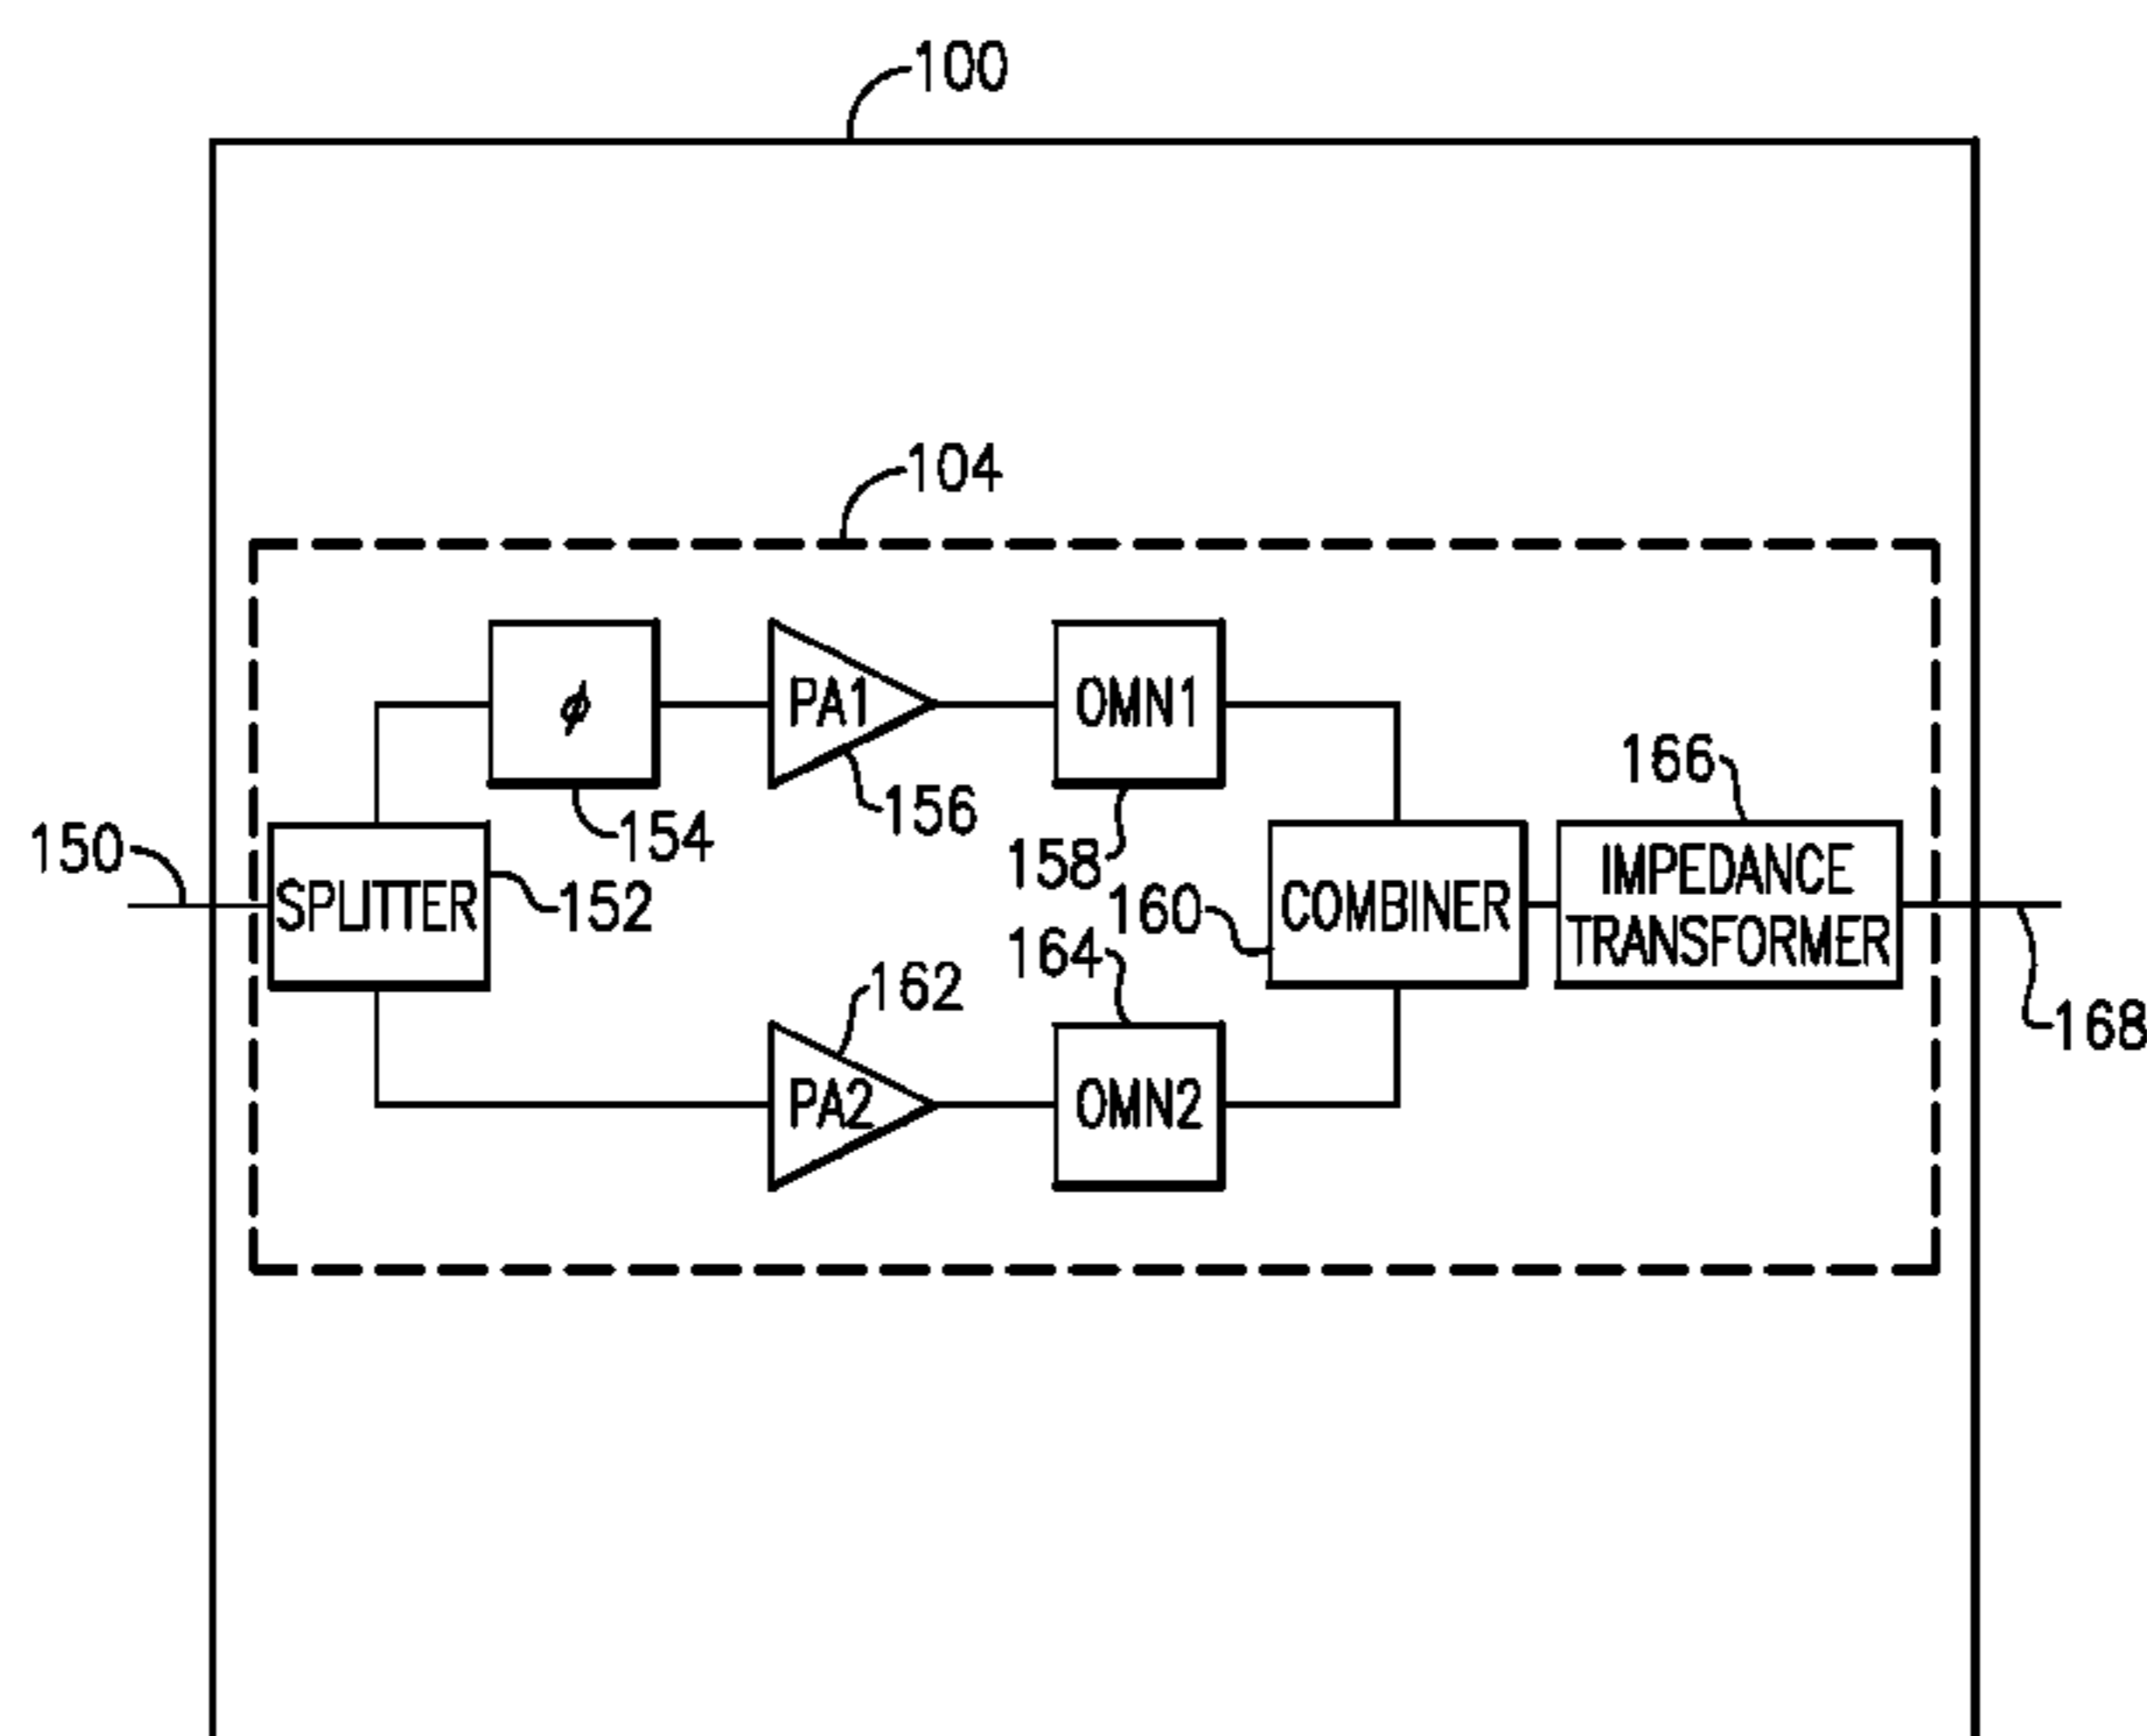 100
104
ϕ
PA1
OMN1
166
156
154
158
150
SPLITTER
152
160
COMBINER
IMPEDANCE
TRANSFORMER
164
162
168
PA2
OMN2